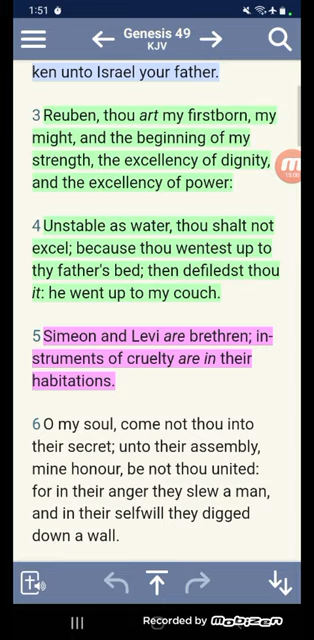 1:51
Genesis 49
KJV
ken unto Israel your father.
3 Reuben, thou art my firstborn, my
might, and the beginning of my
strength, the excellency of dignity,
and the excellency of power:
4 Unstable as water, thou shalt not
excel; because thou wentest up to
thy father's bed; then defiledst thou
it: he went up to my couch.
5 Simeon and Levi are brethren; in-
struments of cruelty are in their
habitations.
6 O my soul, come not thou into
their secret; unto their assembly,
mine honour, be not thou united:
for in their anger they slew a man,
and in their selfwill they digged
down a wall.
Recorded by mobizen